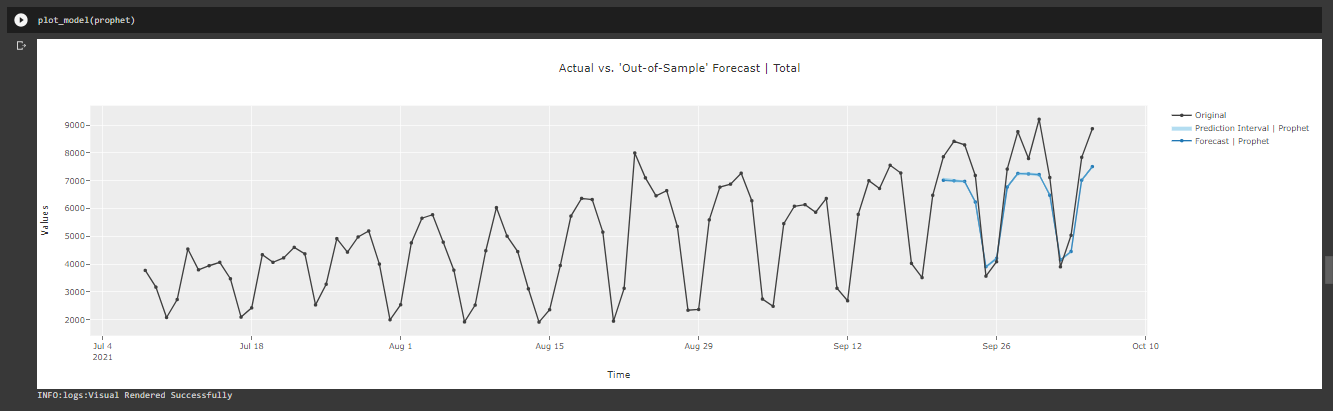 plot_model(prophet)
Actual vs. 'Out-of-Sample' Forecast | Total
Original
Prediction Interval | Prophet
Forecast | Prophet
Values
9000
8000
7000
6000
5000
4000
3000
2000
Jul 4
2021
Jul 18
Aug 1
Aug 15
Aug 29
Sep 12
Sep 26
Oct 10
Time
INFO:logs:Visual Rendered Successfully